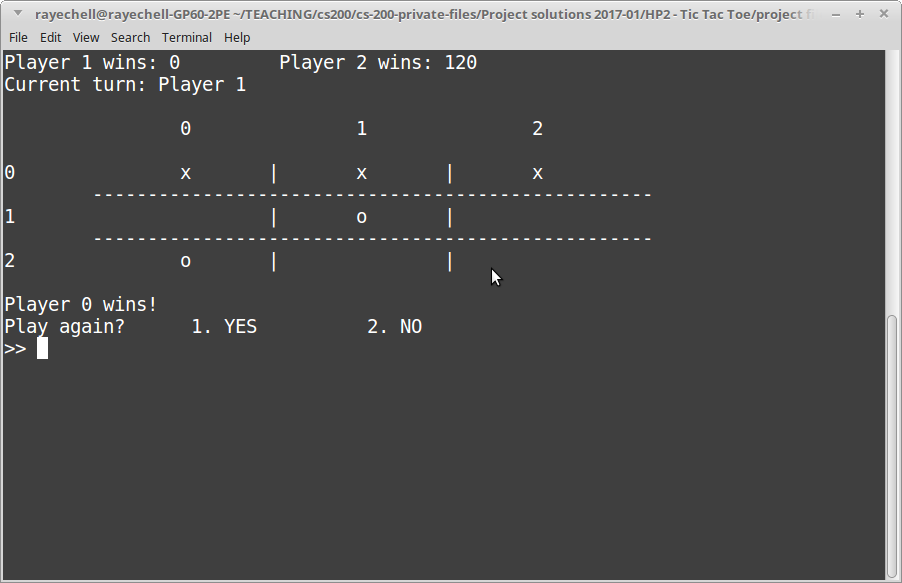 rayechell@rayechell-GP60-2PE ~/TEACHING/cs200/cs-200-private-files/Project solutions 2017-01/HP2 - Tic Tac Toe/project
File Edit View Search Terminal Help
Player 1 wins: 0 Player 2 wins: 120
Current turn: Player 1
0 1 2
0 x | x | x
---------------------------------------------------
1 | o |
---------------------------------------------------
2 o | |
Player 0 wins!
Play again? 1. YES 2. NO
>>